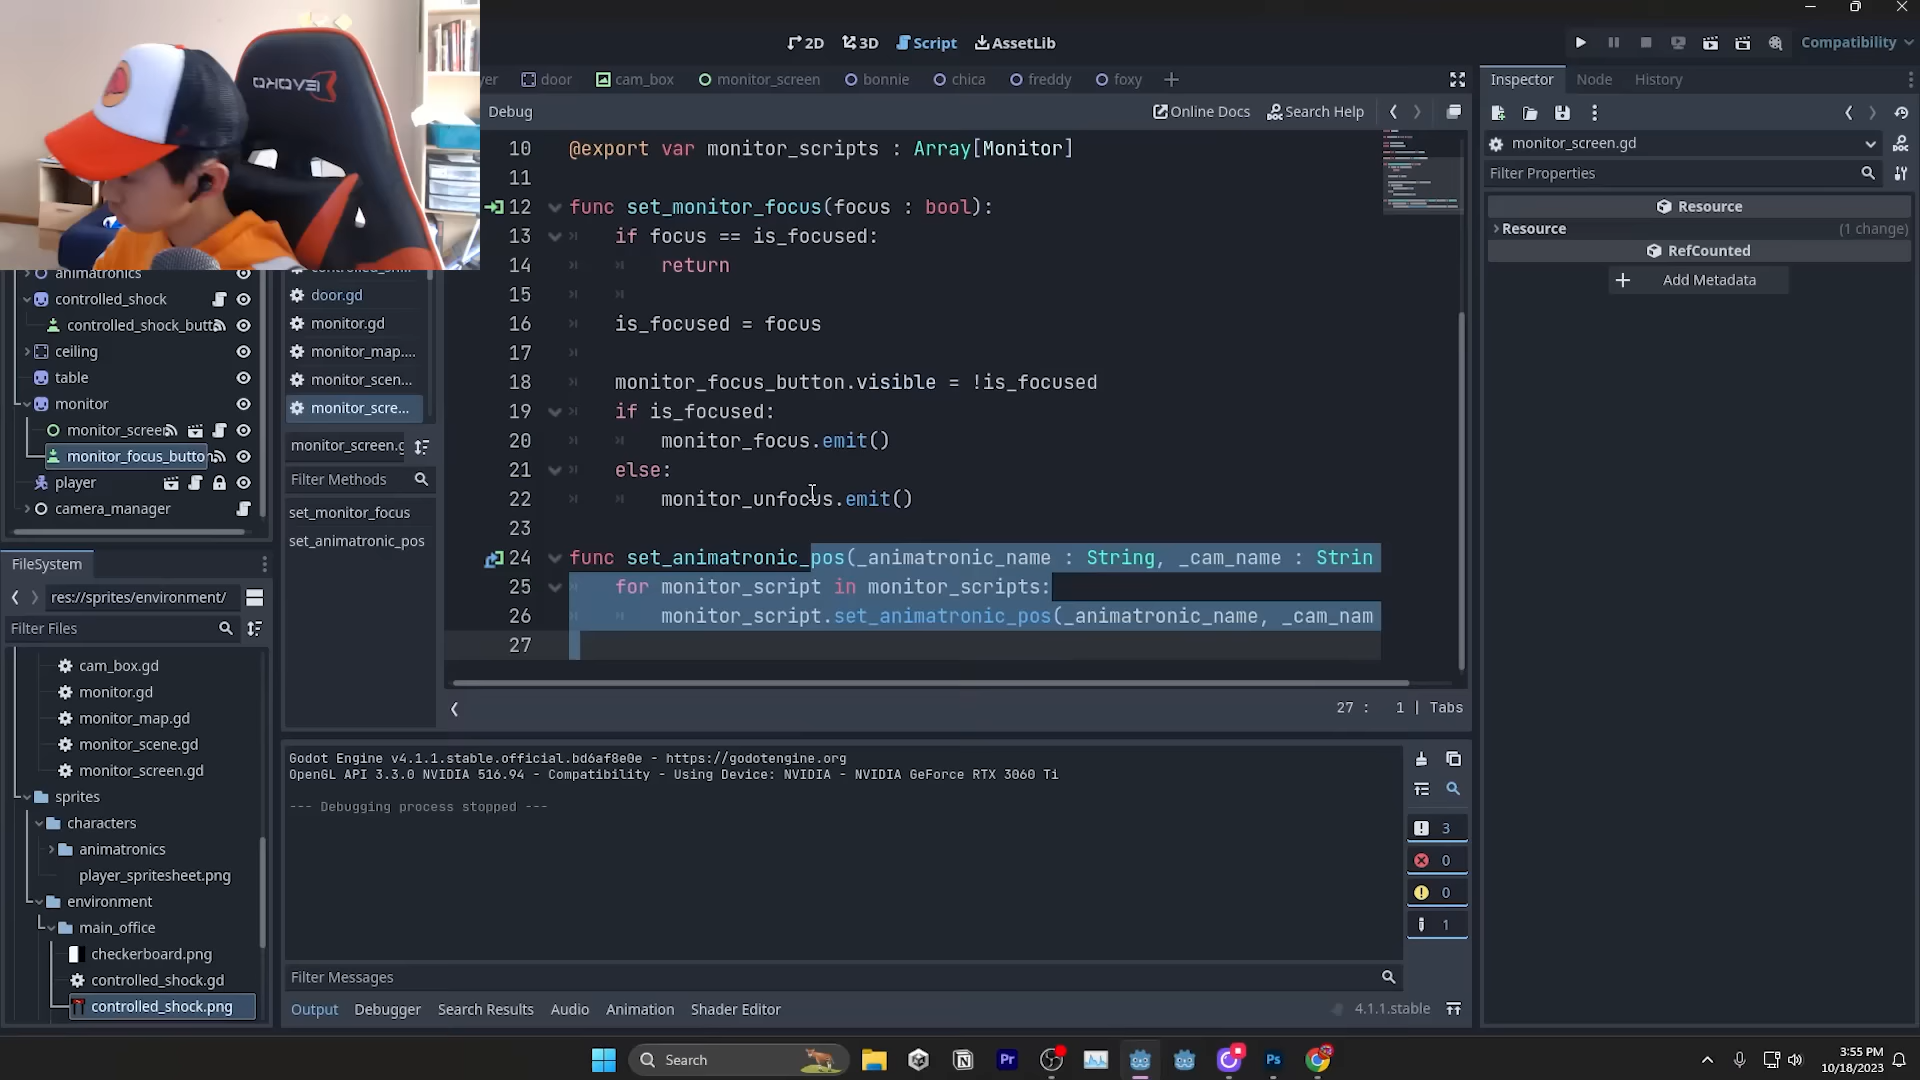 2D 3D Script AssetLib
Compatibility
door cam_box monitor_screen bonnie chica freddy foxy
Debug
Online Docs Search Help
10 @export var monitor_scripts : Array[Monitor]
11
12 func set_monitor_focus(focus : bool):
13 if focus == is_focused:
14 return
15
16 is_focused = focus
17
18 monitor_focus_button.visible = !is_focused
19 if is_focused:
20 monitor_focus.emit()
21 else:
22 monitor_unfocus.emit()
23
24 func set_animatronic_pos(_animatronic_name : String, _cam_name : Strin
25 for monitor_script in monitor_scripts:
26 monitor_script.set_animatronic_pos(_animatronic_name, _cam_nam
27
27 : 1 | Tabs
animatronics
controlled_shock
controlled_shock_butt
ceiling
table
monitor
monitor_screen
monitor_focus_butto
player
camera_manager
door.gd
monitor.gd
monitor_map....
monitor_scen...
monitor_scre...
monitor_screen.g
Filter Methods
set_monitor_focus
set_animatronic_pos
FileSystem
res://sprites/environment/
Filter Files
cam_box.gd
monitor.gd
monitor_map.gd
monitor_scene.gd
monitor_screen.gd
sprites
characters
animatronics
player_spritesheet.png
environment
main_office
checkerboard.png
controlled_shock.gd
controlled_shock.png
Godot Engine v4.1.1.stable.official.bd6af8e0e - https://godotengine.org
OpenGL API 3.3.0 NVIDIA 516.94 - Compatibility - Using Device: NVIDIA - NVIDIA GeForce RTX 3060 Ti
--- Debugging process stopped ---
3
0
0
1
Filter Messages
Output Debugger Search Results Audio Animation Shader Editor
4.1.1.stable
Inspector Node History
monitor_screen.gd
Filter Properties
Resource
Resource (1 change)
RefCounted
Add Metadata
Search
3:55 PM
10/18/2023